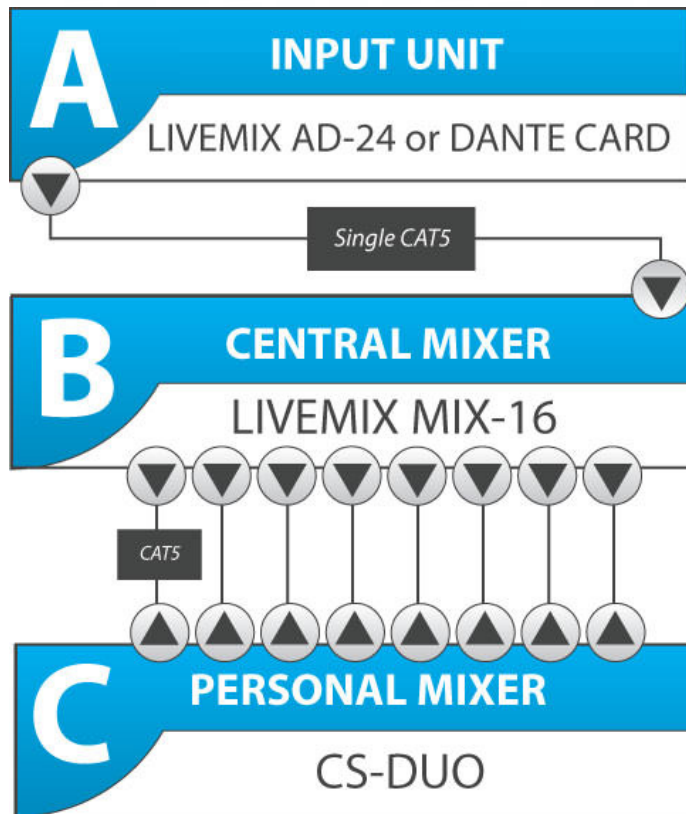 A
INPUT UNIT
LIVEMIX AD-24 or DANTE CARD
Single CAT5
B
CENTRAL MIXER
LIVEMIX MIX-16
CAT5
C
PERSONAL MIXER
CS-DUO